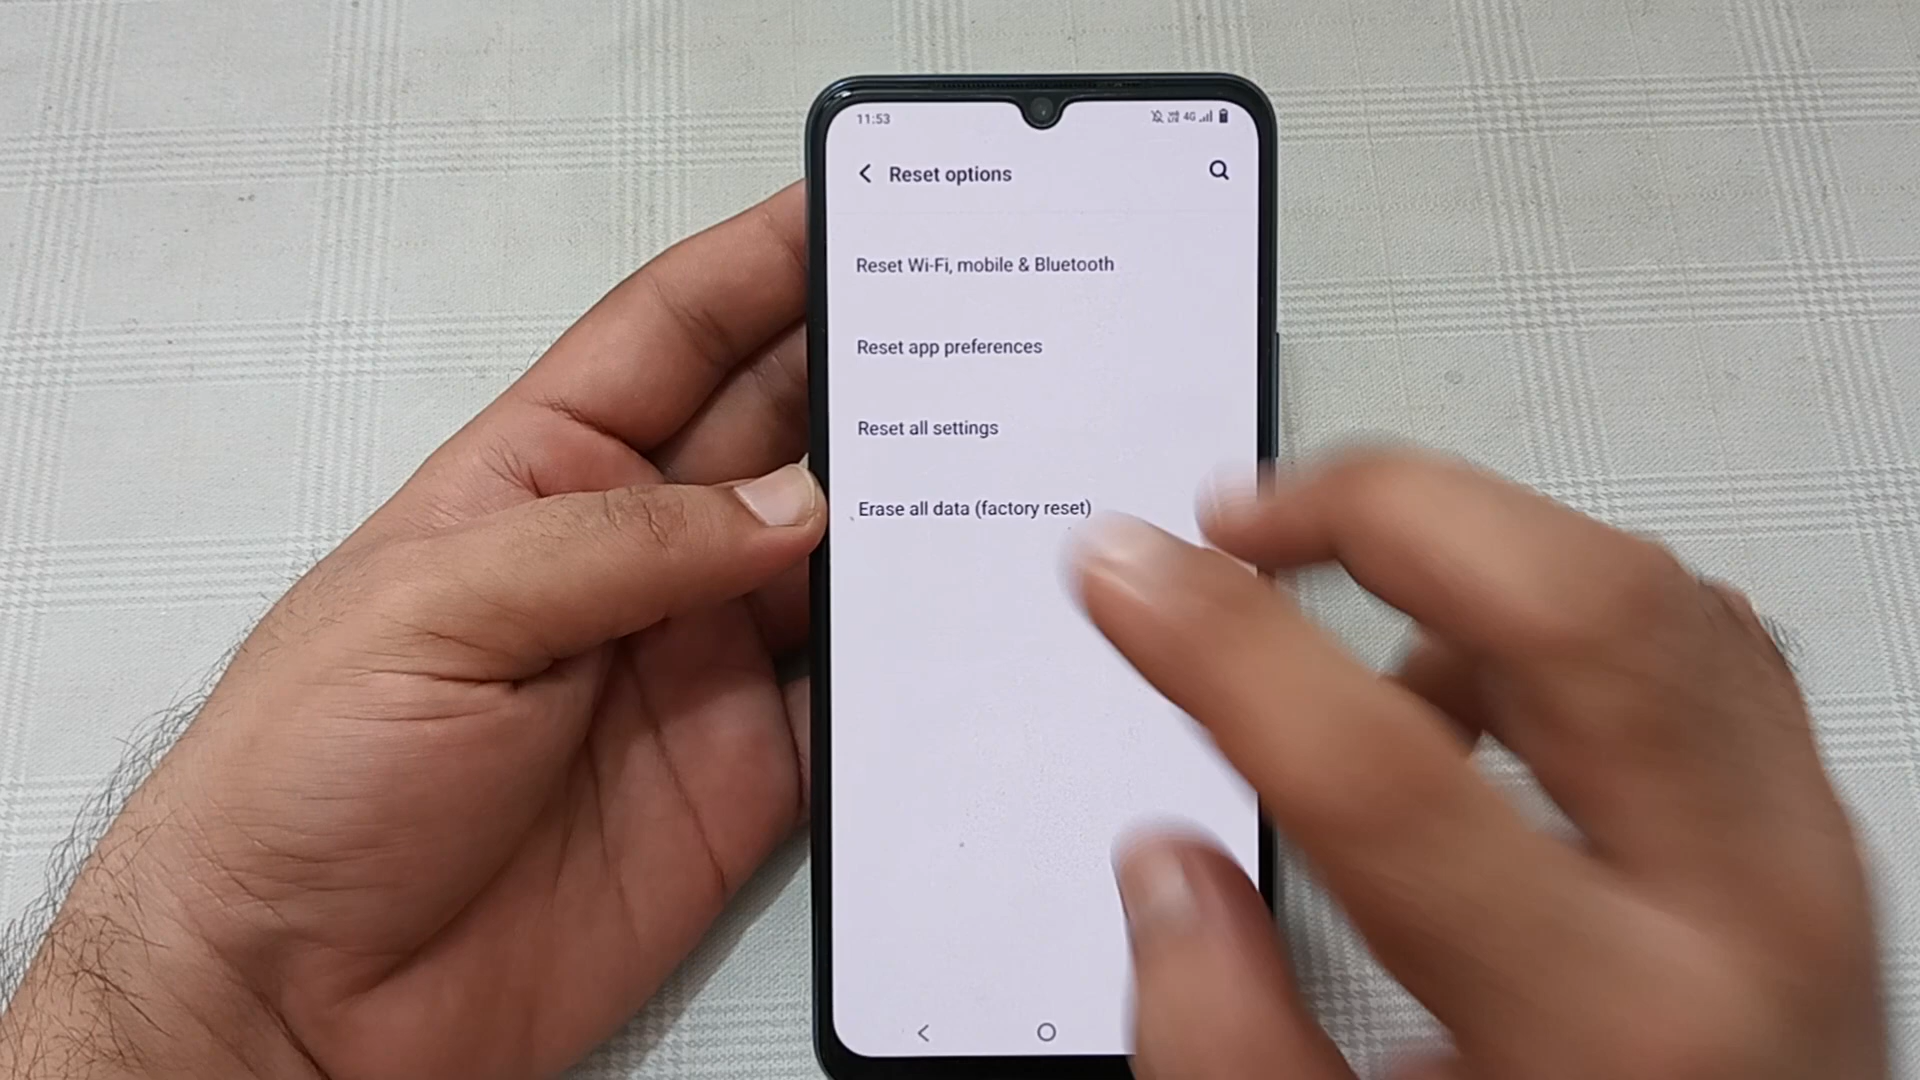 11:53
4G
Reset options
Reset Wi-Fi, mobile & Bluetooth
Reset app preferences
Reset all settings
Erase all data (factory reset)